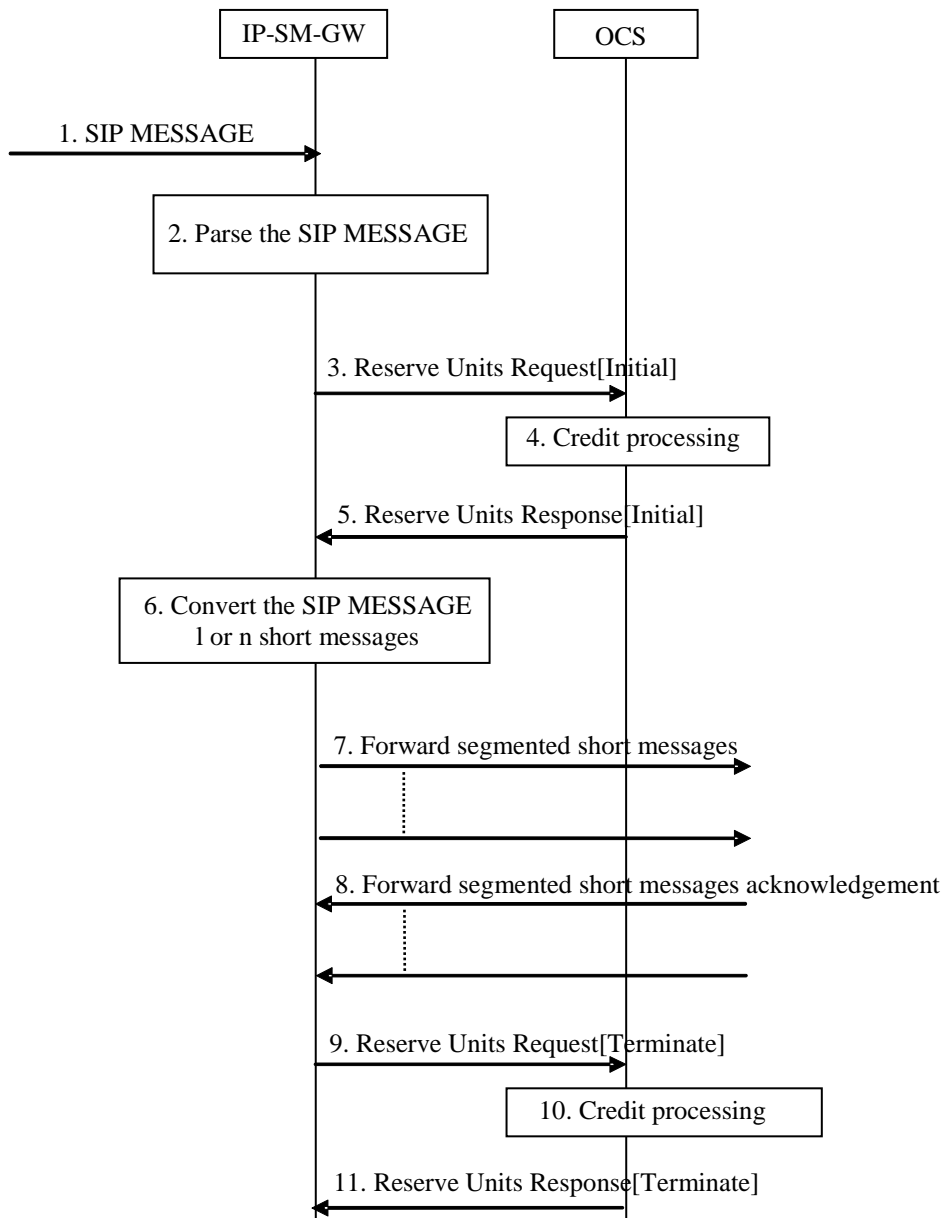 IP-SM-GW
OCS
1. SIP MESSAGE
2. Parse the SIP MESSAGE
3. Reserve Units Request[Initial]
4. Credit processing
5. Reserve Units Response[Initial]
6. Convert the SIP MESSAGE
1 or n short messages
7. Forward segmented short messages
8. Forward segmented short messages acknowledgement
9. Reserve Units Request[Terminate]
10. Credit processing
11. Reserve Units Response[Terminate]